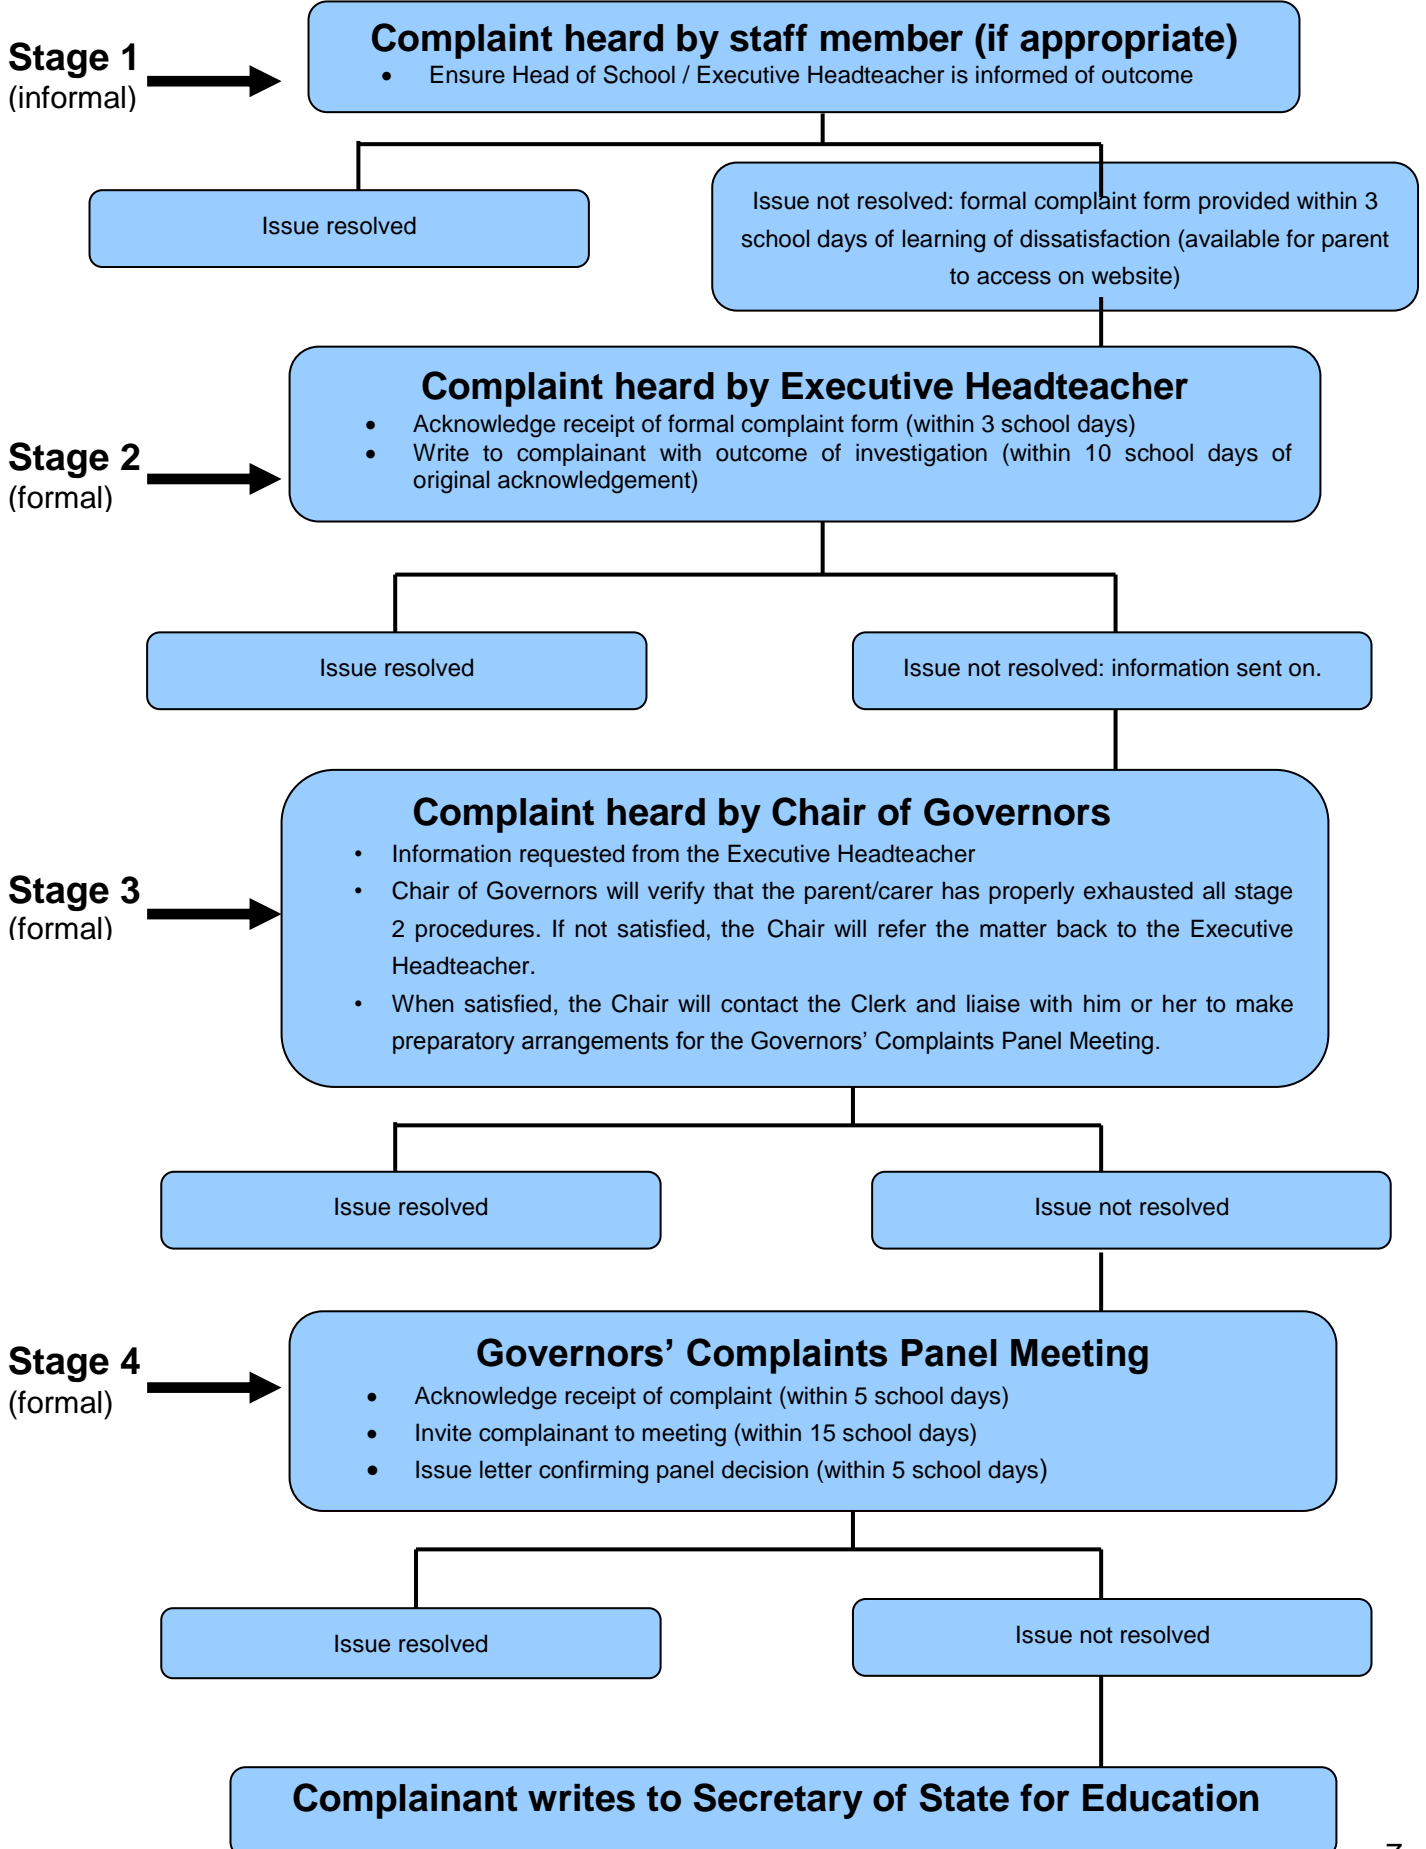 Complaint heard by staff member (if appropriate)
• Ensure Head of School / Executive Headteacher is informed of outcome
Stage 1
(informal)
Issue resolved
Issue not resolved: formal complaint form provided within 3
school days of learning of dissatisfaction (available for parent
to access on website)
Complaint heard by Executive Headteacher
• Acknowledge receipt of formal complaint form (within 3 school days)
• Write to complainant with outcome of investigation (within 10 school days of
original acknowledgement)
Stage 2
(formal)
Issue resolved
Issue not resolved: information sent on.
Complaint heard by Chair of Governors
• Information requested from the Executive Headteacher
• Chair of Governors will verify that the parent/carer has properly exhausted all stage
2 procedures. If not satisfied, the Chair will refer the matter back to the Executive
Headteacher.
• When satisfied, the Chair will contact the Clerk and liaise with him or her to make
preparatory arrangements for the Governors’ Complaints Panel Meeting.
Stage 3
(formal)
Issue resolved
Issue not resolved
Governors’ Complaints Panel Meeting
• Acknowledge receipt of complaint (within 5 school days)
• Invite complainant to meeting (within 15 school days)
• Issue letter confirming panel decision (within 5 school days)
Stage 4
(formal)
Issue resolved
Issue not resolved
Complainant writes to Secretary of State for Education